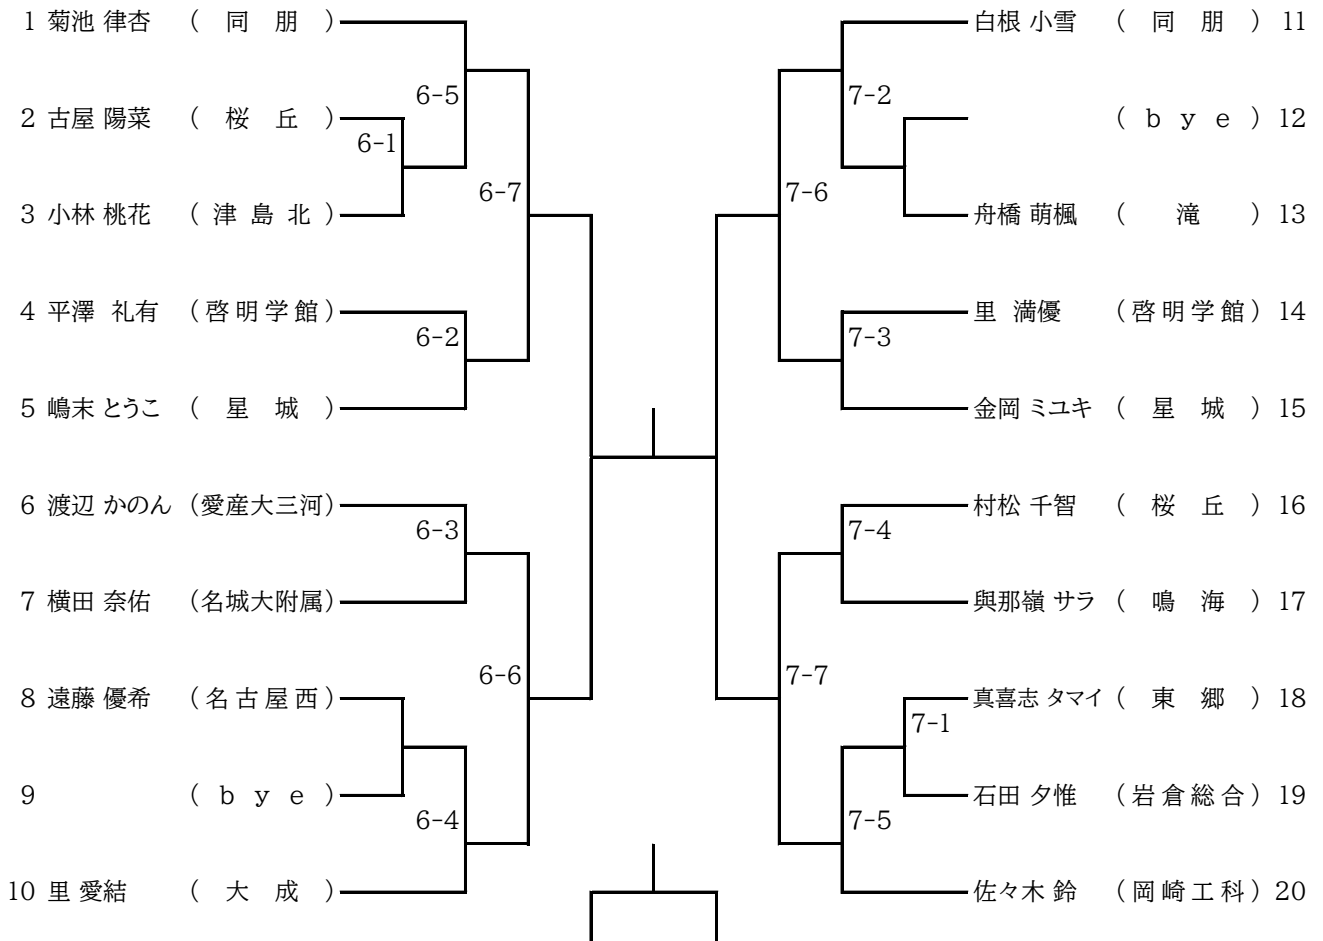 1 菊池 律杏 （ 同 朋 ）
6-5
2 古屋 陽菜 （ 桜 丘 ）
6-1
3 小林 桃花 （ 津 島 北 ）
6-7
4 平澤 礼有 （啓明学館）
6-2
5 嶋末 とうこ （ 星 城 ）
6 渡辺 かのん （愛産大三河）
6-3
7 横田 奈佑 （名城大附属）
6-6
8 遠藤 優希 （名古屋西）
9 （ b y e ）
6-4
10 里 愛結 （ 大 成 ）
白根 小雪 （ 同 朋 ） 11
7-2
（ b y e ） 12
7-6
舟橋 萌楓 （ 滝 ） 13
里 満優 （啓明学館） 14
7-3
金岡 ミユキ （ 星 城 ） 15
村松 千智 （ 桜 丘 ） 16
7-4
與那嶺 サラ （ 鳴 海 ） 17
7-7
真喜志 タマイ （ 東 郷 ） 18
7-1
石田 夕惟 （岩倉総合） 19
7-5
佐々木 鈴 （岡崎工科） 20